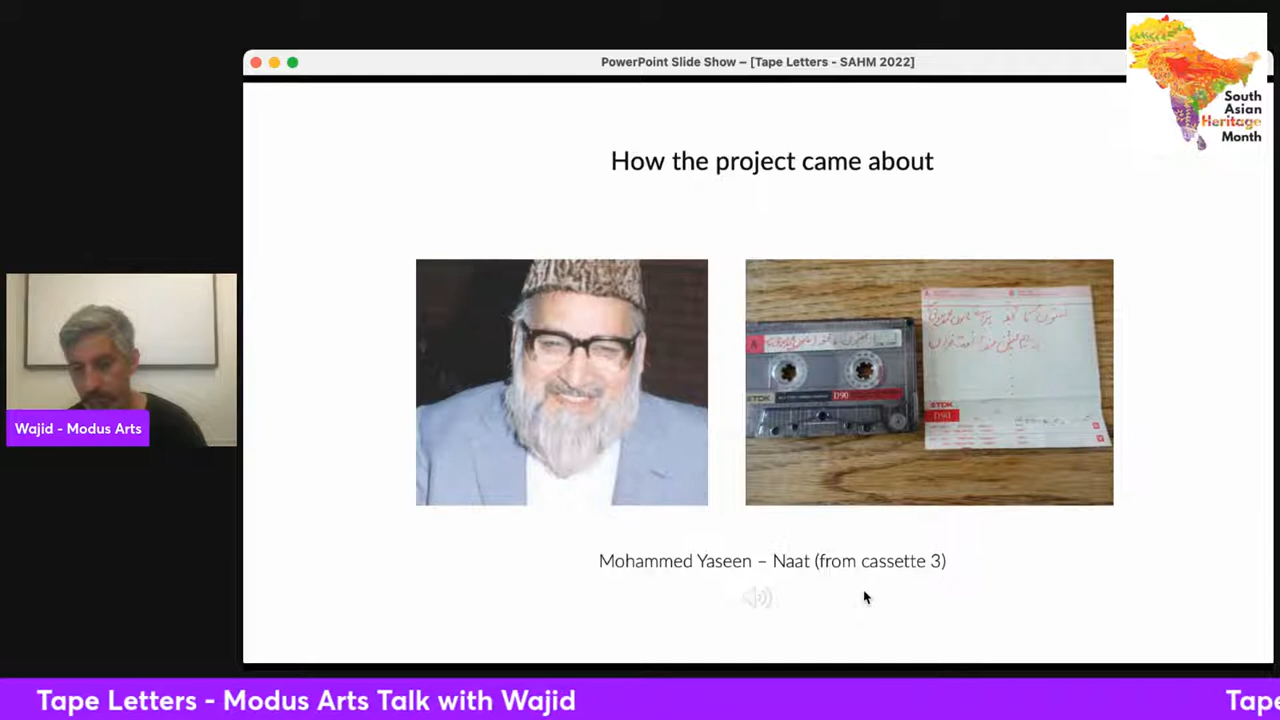 PowerPoint Slide Show – [Tape Letters - SAHM 2022]
South
Asian
Heritage
Month
How the project came about
A
TDK
D90
TDK
D90
Wajid - Modus Arts
Mohammed Yaseen – Naat (from cassette 3)
Tape Letters - Modus Arts Talk with Wajid
Tape